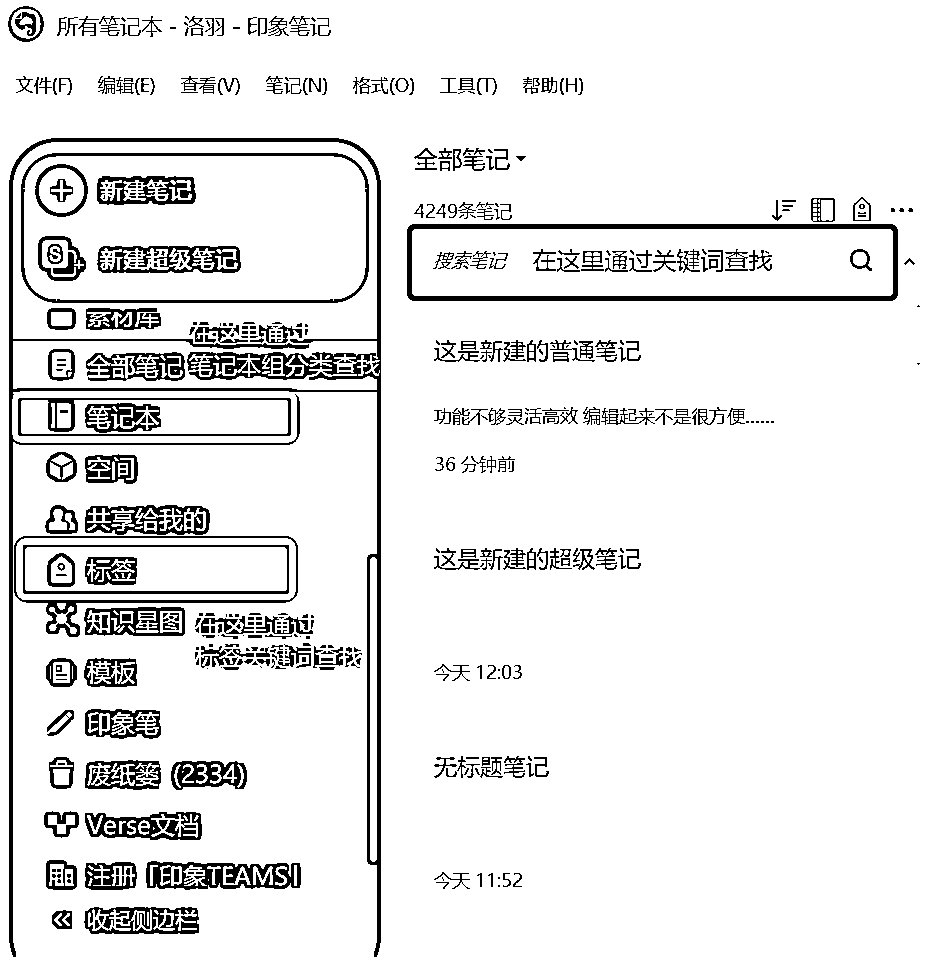 所有笔记本 - 洛羽 - 印象笔记
文件(F) 编辑(E) 查看(V) 笔记(N) 格式(O) 工具(T) 帮助(H)
新建笔记
新建超级笔记
素材库
在这里通过
笔记本组分类查找
全部笔记
笔记本
空间
共享给我的
标签
知识星图
在这里通过
标签关键词查找
模板
印象笔
废纸篓 (2334)
Verse文档
注册「印象TEAMS」
收起侧边栏
全部笔记
4249条笔记
搜索笔记 在这里通过关键词查找
这是新建的普通笔记
功能不够灵活高效 编辑起来不是很方便......
36 分钟前
这是新建的超级笔记
今天 12:03
无标题笔记
今天 11:52